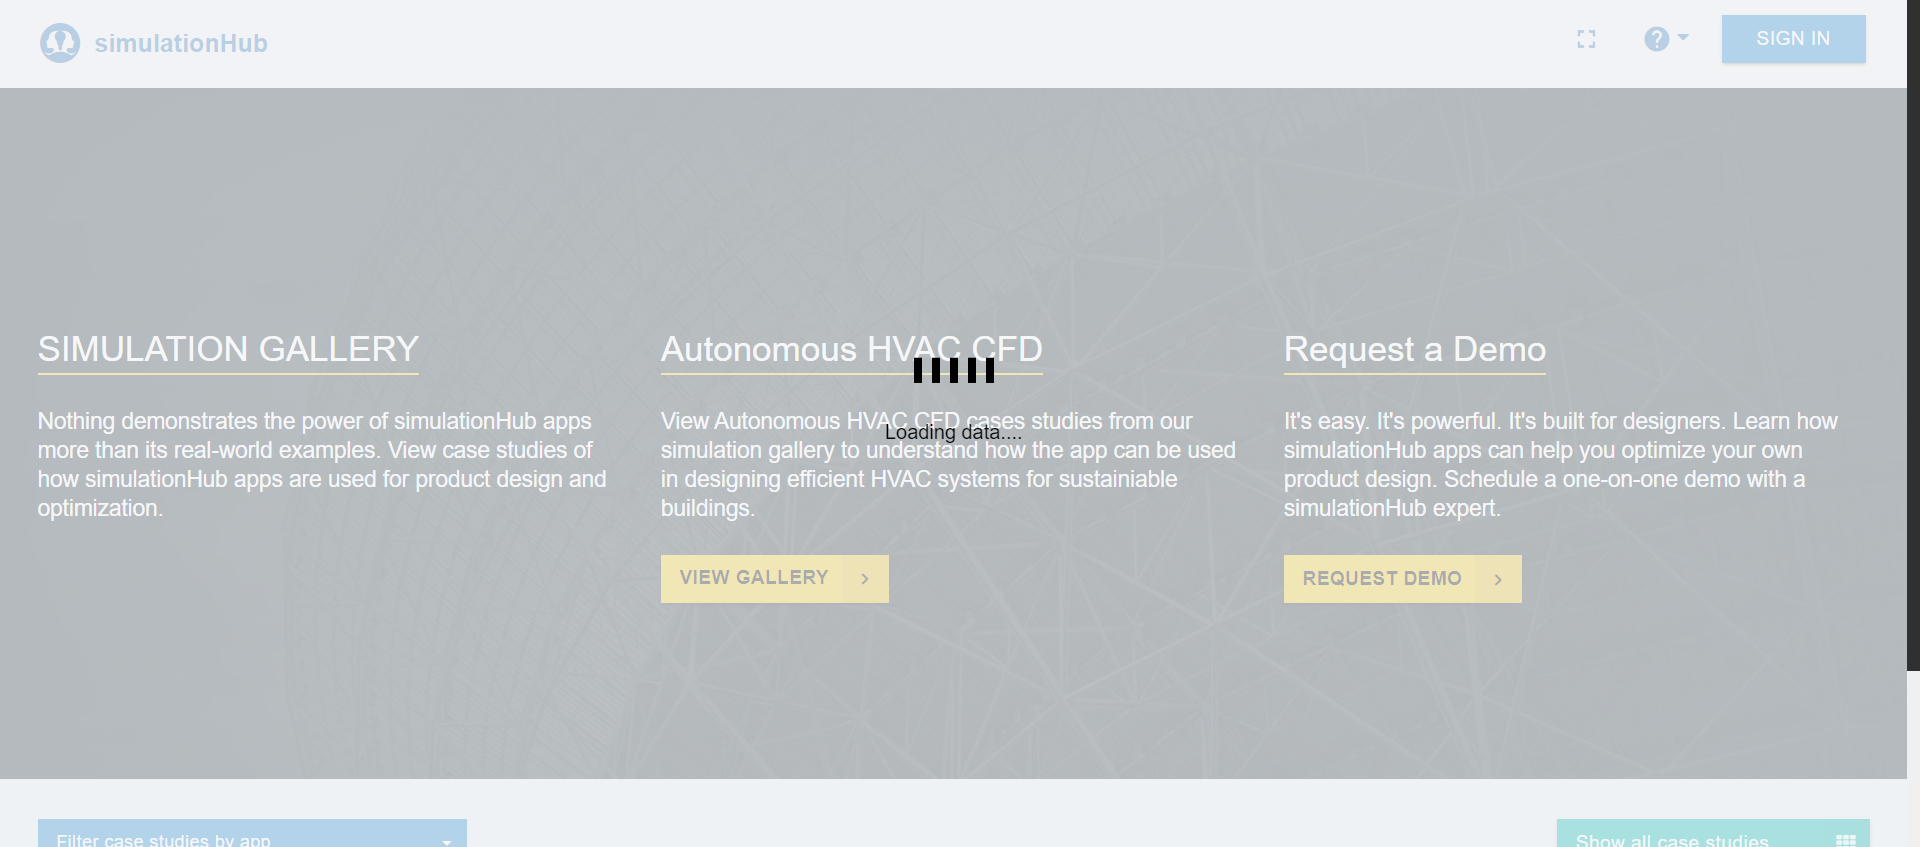 simulationHub
SIGN IN
SIMULATION GALLERY
Nothing demonstrates the power of simulationHub apps
more than its real-world examples. View case studies of
how simulationHub apps are used for product design and
optimization.
Autonomous HVAC CFD
View Autonomous HVAC CFD cases studies from our
simulation gallery to understand how the app can be used
in designing efficient HVAC systems for sustainiable
buildings.
VIEW GALLERY
Loading data....
Request a Demo
It's easy. It's powerful. It's built for designers. Learn how
simulationHub apps can help you optimize your own
product design. Schedule a one-on-one demo with a
simulationHub expert.
REQUEST DEMO
Filter case studies by app
Show all case studies